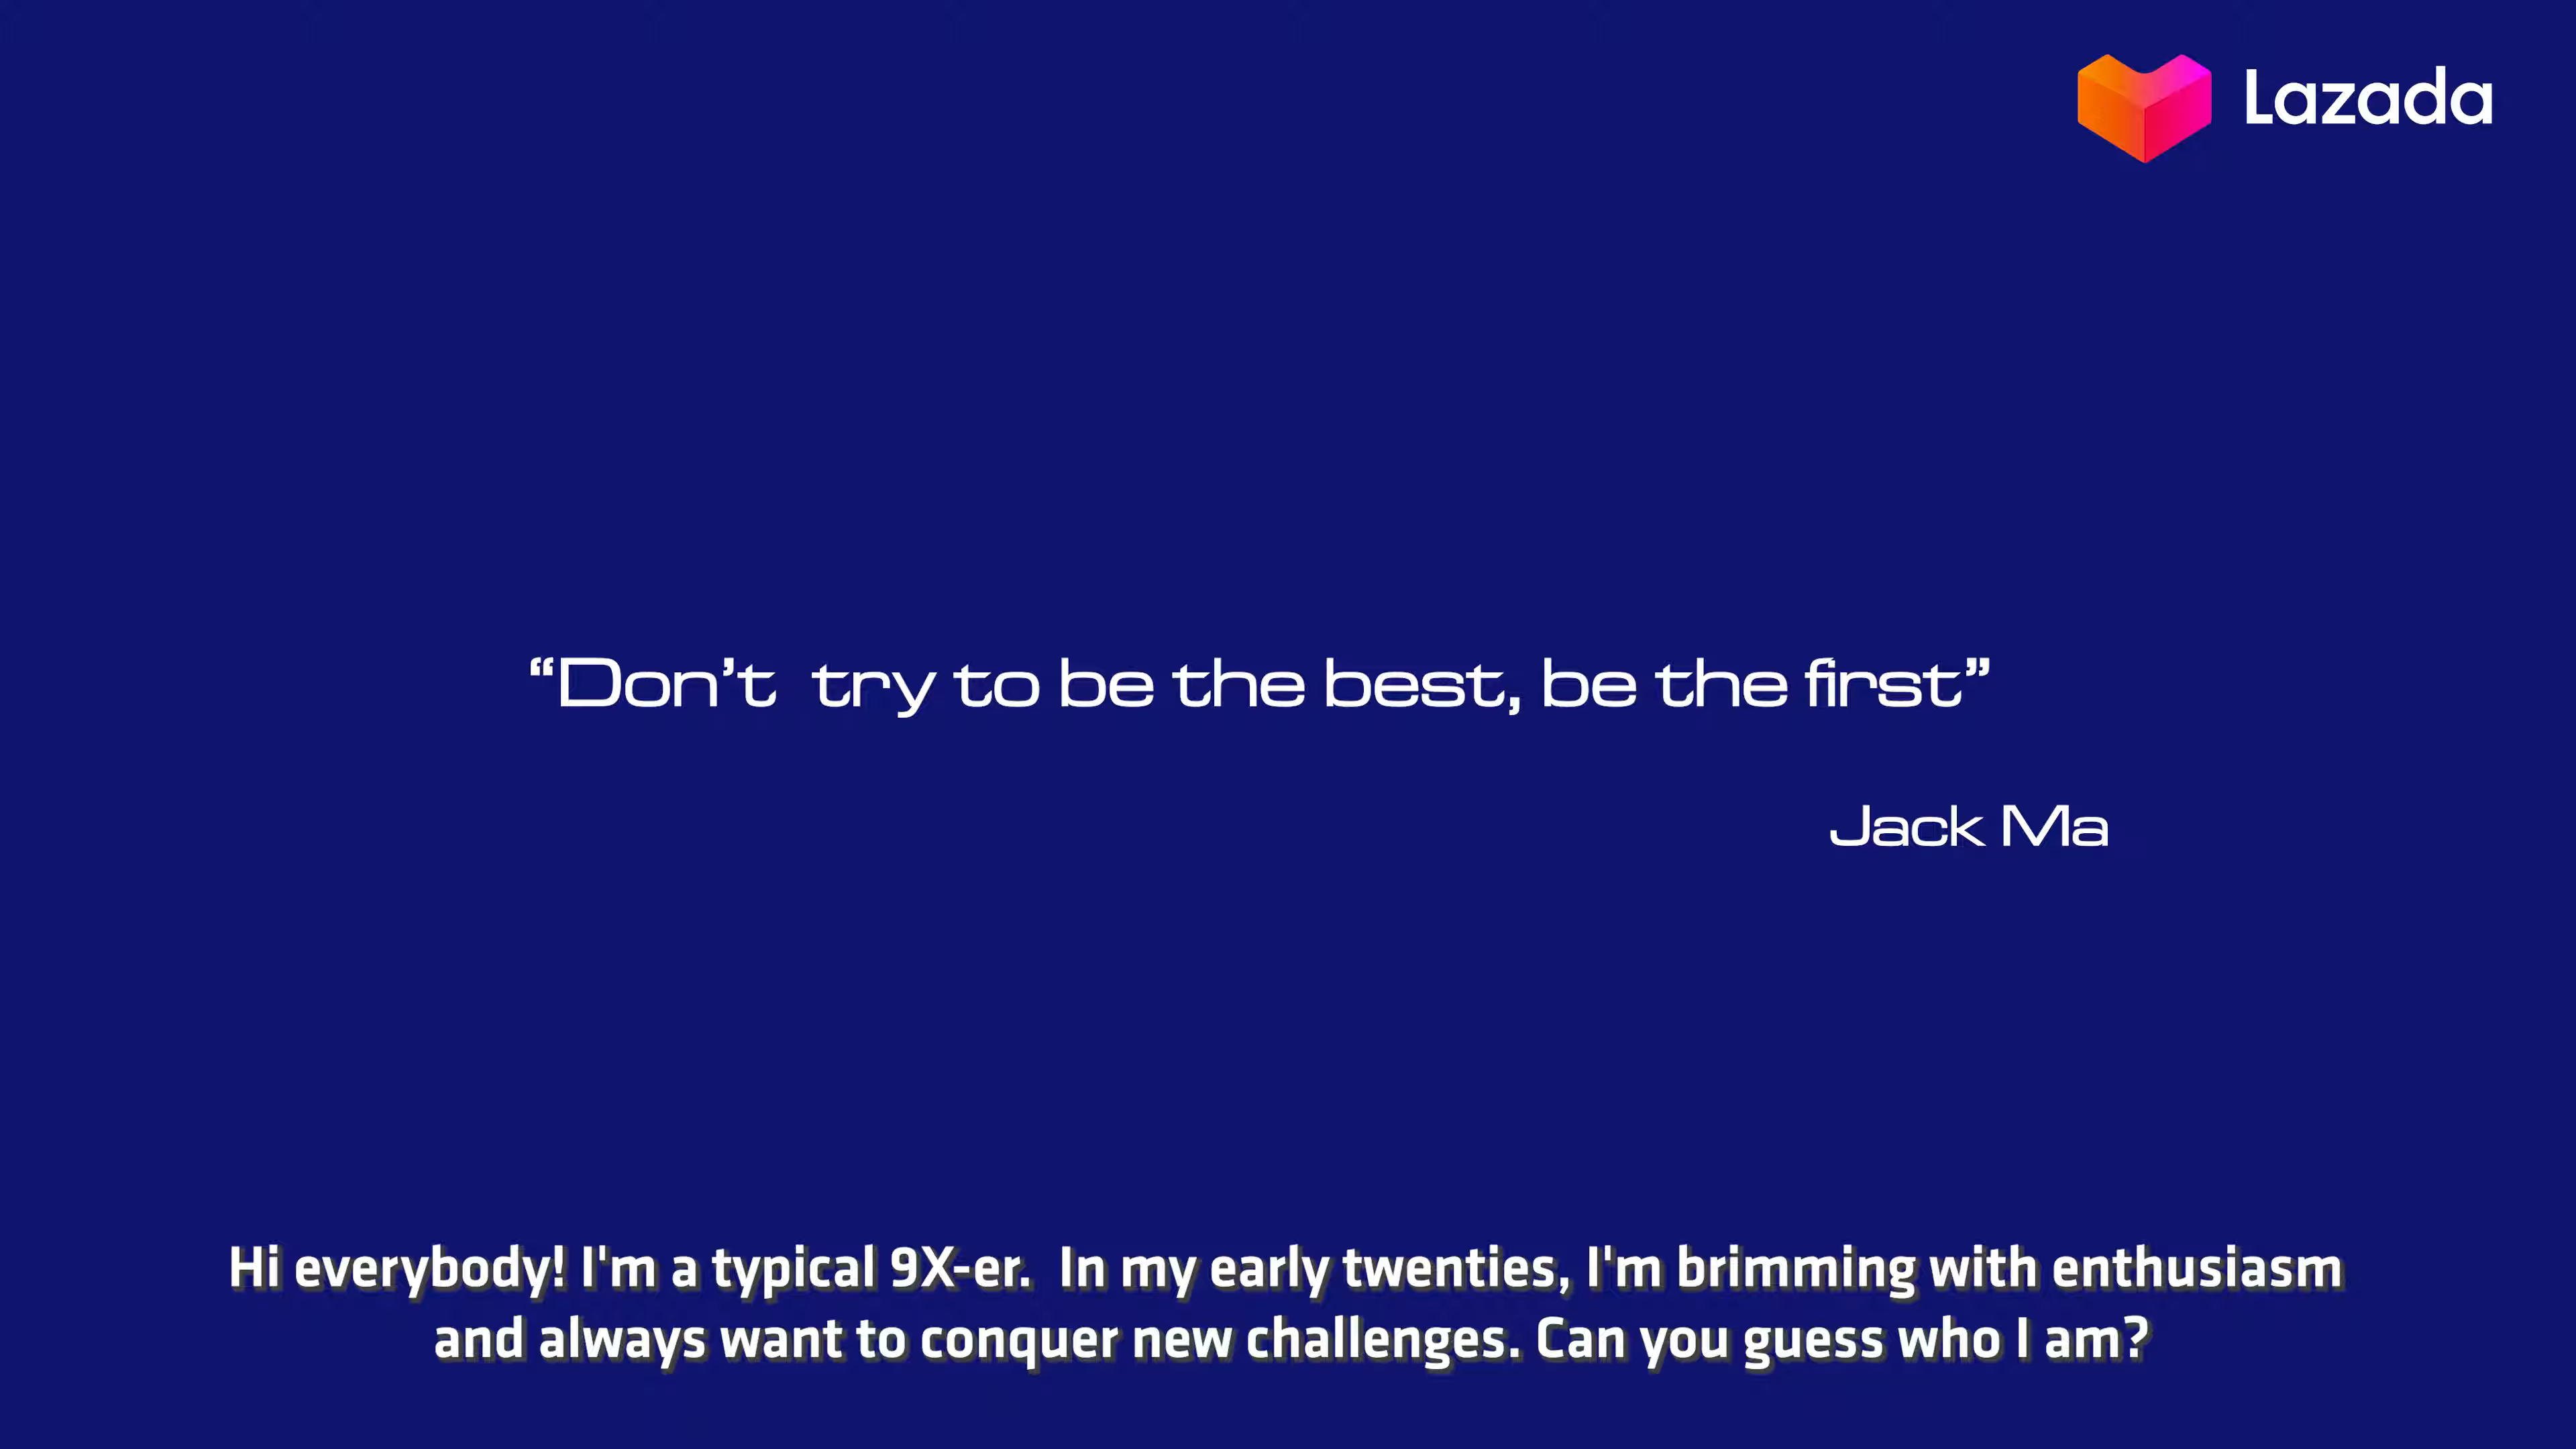 Lazada
“Don’t try to be the best, be the first”
Jack Ma
Hi everybody! I'm a typical 9X-er. In my early twenties, I'm brimming with enthusiasm
and always want to conquer new challenges. Can you guess who I am?